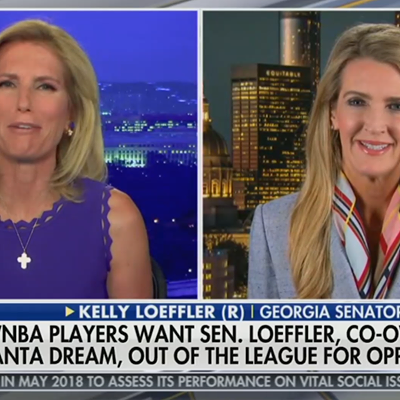 EQUITABLE
KELLY LOEFFLER (R) GEORGIA SENATOR
WNBA PLAYERS WANT SEN. LOEFFLER, CO-OW
ANTA DREAM, OUT OF THE LEAGUE FOR OPP
IN MAY 2018 TO ASSESS ITS PERFORMANCE ON VITAL SOCIAL ISS